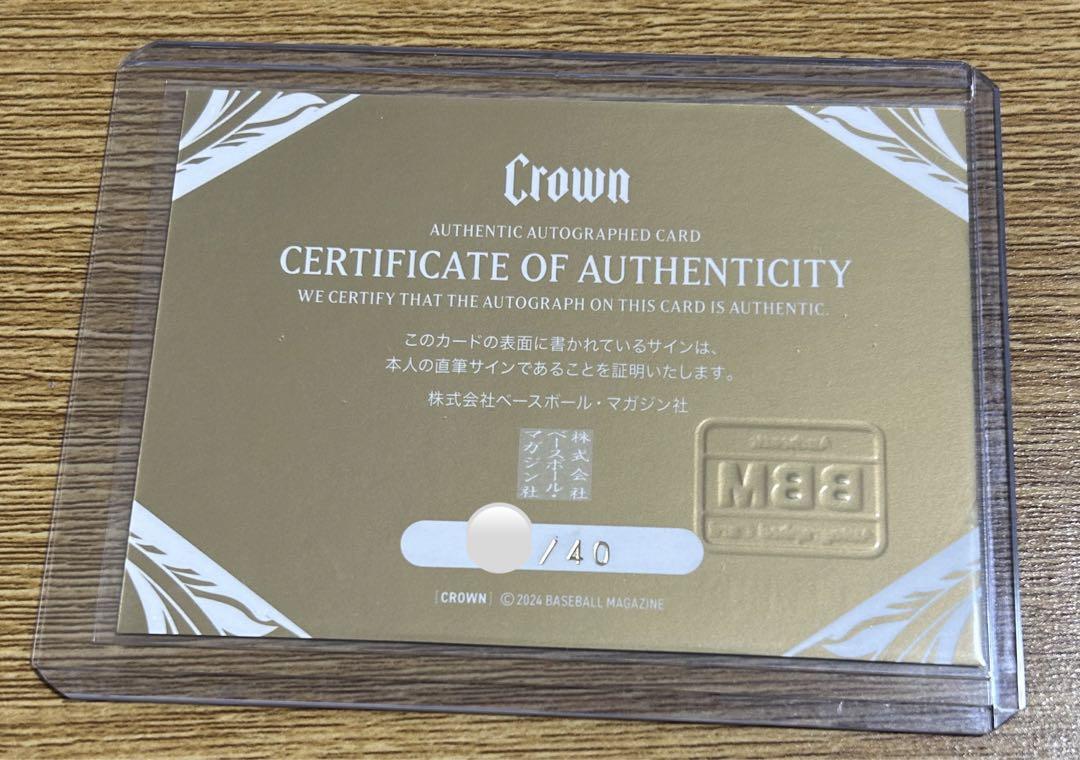 Crown
AUTHENTIC AUTOGRAPHED CARD
CERTIFICATE OF AUTHENTICITY
WE CERTIFY THAT THE AUTOGRAPH ON THIS CARD IS AUTHENTIC.
このカードの表面に書かれているサインは、
本人の直筆サインであることを証明いたします。
株式会社ベースボール・マガジン社
株式会社
ベースボール・
マガジン社
BBM
/40
[CROWN] ©2024 BASEBALL MAGAZINE